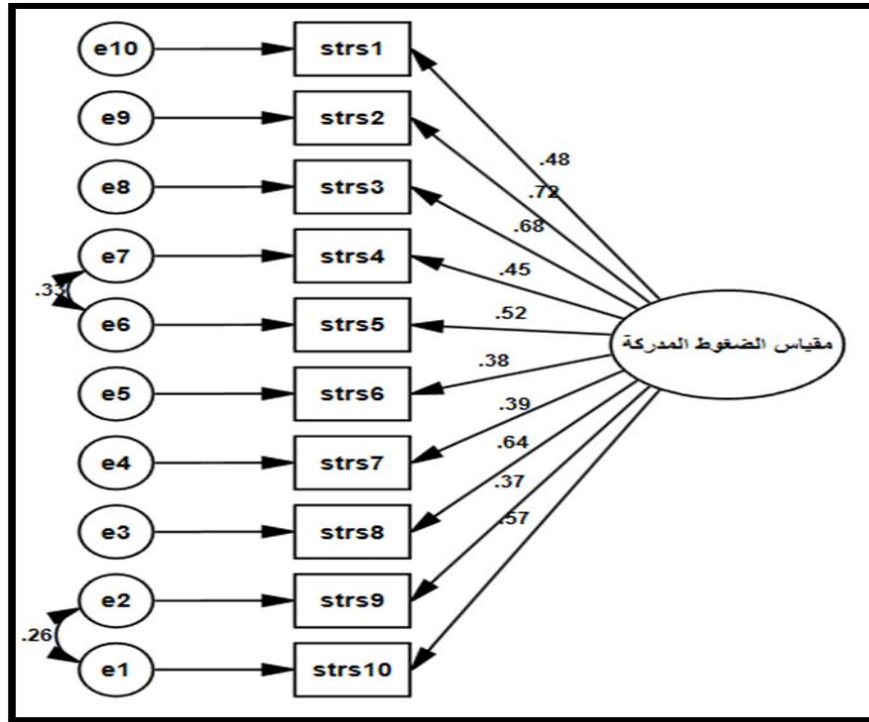 e10
strs1
e9
strs2
e8
strs3
e7
strs4
e6
strs5
e5
strs6
e4
strs7
e3
strs8
e2
strs9
e1
strs10
.33
.26
.48
.72
.68
.45
.52
.38
.39
.64
.37
.57
مقياس الضغوط المدركة